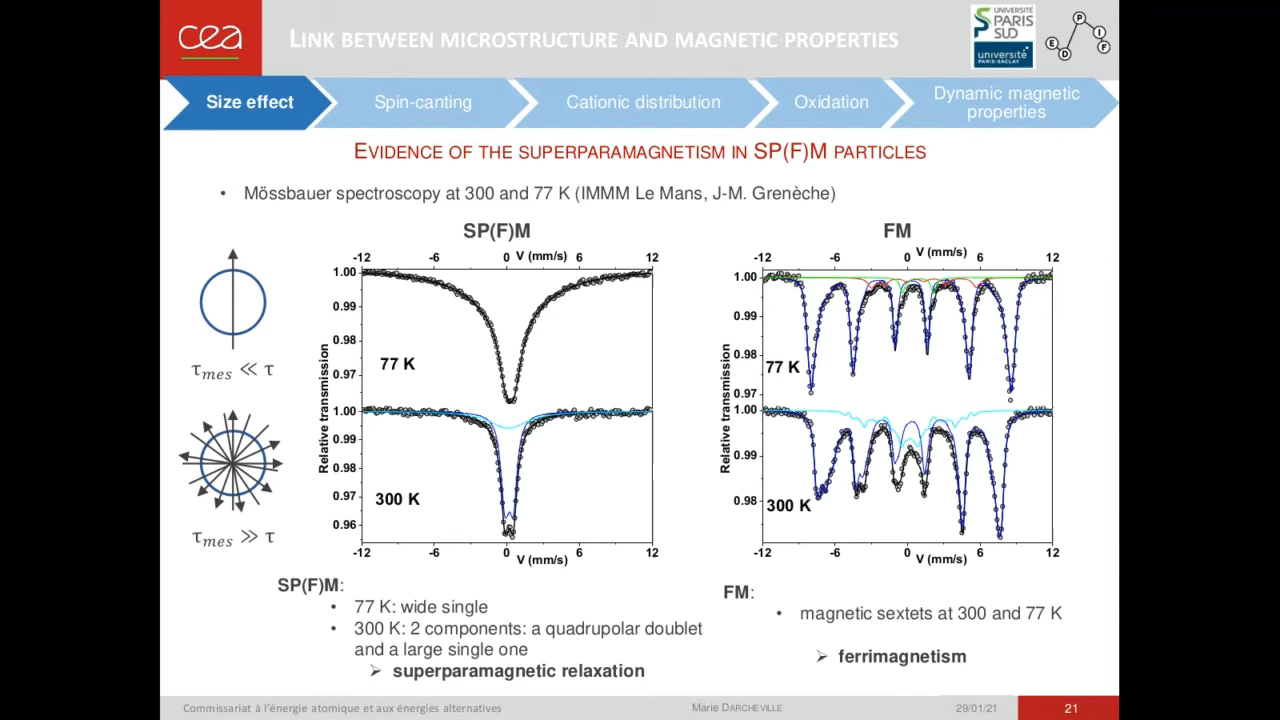 cea
LINK BETWEEN MICROSTRUCTURE AND MAGNETIC PROPERTIES
UNIVERSITÉ
PARIS
SUD
université
PARIS-SACLAY
P
I
E
D
F
Size effect
Spin-canting
Cationic distribution
Oxidation
Dynamic magnetic
properties
EVIDENCE OF THE SUPERPARAMAGNETISM IN SP(F)M PARTICLES
• Mössbauer spectroscopy at 300 and 77 K (IMMM Le Mans, J-M. Grenèche)
τmes ≪ τ
τmes ≫ τ
SP(F)M
-12 -6 0 V (mm/s) 6 12
1.00
0.99
0.98
0.97
77 K
1.00
0.99
0.98
0.97
0.96
300 K
Relative transmission
-12 -6 0 V (mm/s) 6 12
FM
-12 -6 0 V (mm/s) 6 12
1.00
0.99
0.98
0.97
77 K
1.00
0.99
0.98
300 K
Relative transmission
-12 -6 0 V (mm/s) 6 12
SP(F)M:
• 77 K: wide single
• 300 K: 2 components: a quadrupolar doublet
and a large single one
➢ superparamagnetic relaxation
FM:
• magnetic sextets at 300 and 77 K
➢ ferrimagnetism
Commissariat à l'énergie atomique et aux énergies alternatives
Marie DARCHEVILLE
29/01/21
21